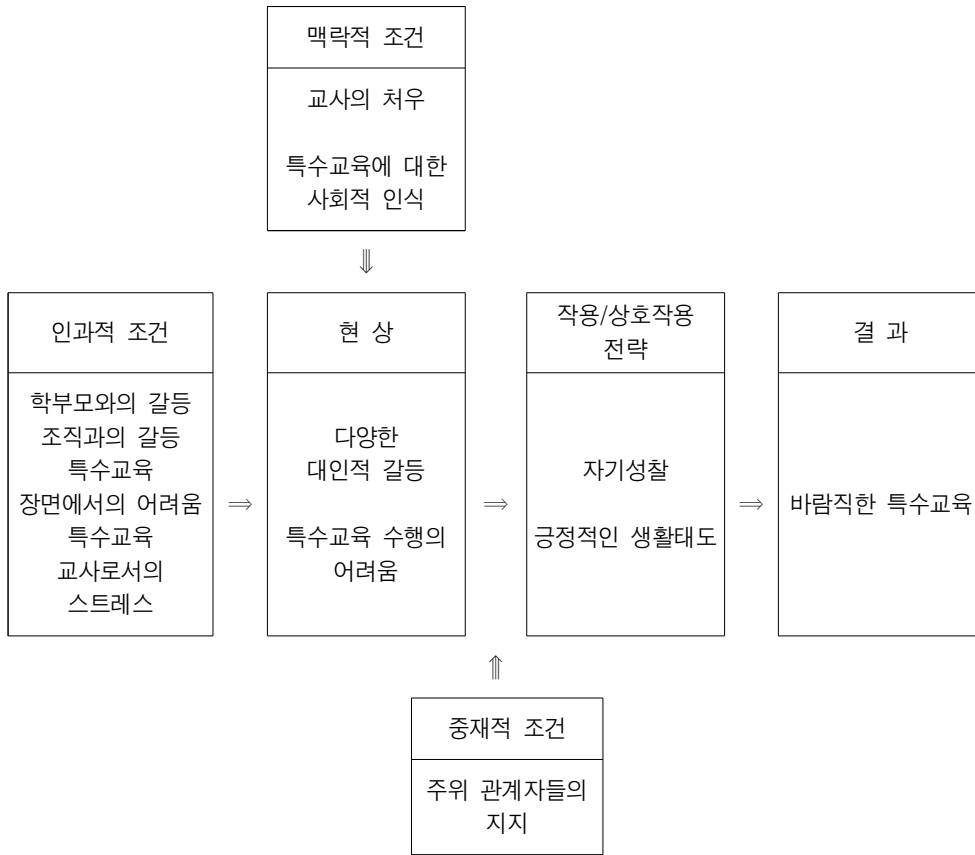 맥락적 조건
교사의 처우
특수교육에 대한
사회적 인식
⇓
인과적 조건
학부모와의 갈등
조직과의 갈등
특수교육
장면에서의 어려움
특수교육
교사로서의
스트레스
⇒
현 상
다양한
대인적 갈등
특수교육 수행의
어려움
⇒
작용/상호작용
전략
자기성찰
긍정적인 생활태도
⇒
결 과
바람직한 특수교육
⇑
중재적 조건
주위 관계자들의
지지